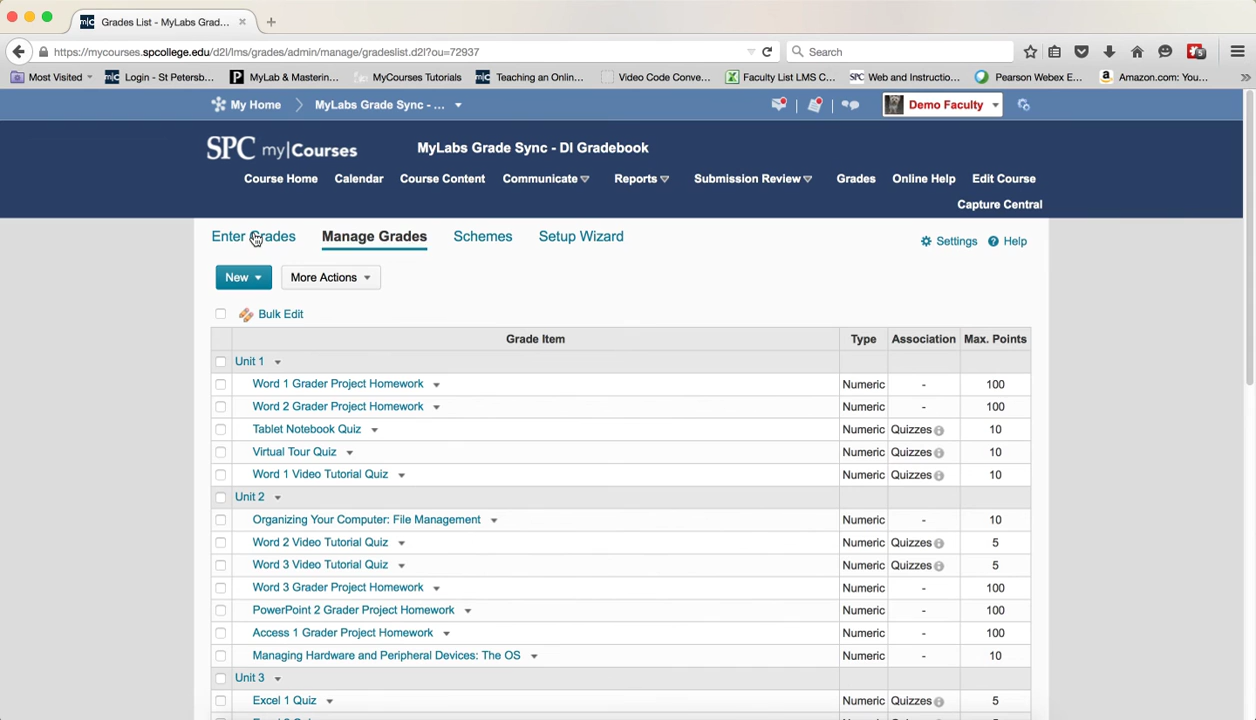 Grades List - MyLabs Grad...
https://mycourses.spcollege.edu/d2l/lms/grades/admin/manage/gradeslist.d2l?ou=72937
Search
Most Visited
Login - St Petersb...
MyLab & Mastering...
MyCourses Tutorials
Teaching an Onlin...
Video Code Conve...
Faculty List LMS C...
Web and Instructio...
Pearson Webex E...
Amazon.com: You...
My Home
MyLabs Grade Sync - ...
Demo Faculty
SPC my|Courses
MyLabs Grade Sync - DI Gradebook
Course Home Calendar Course Content Communicate Reports Submission Review Grades Online Help Edit Course
Capture Central
Enter Grades Manage Grades Schemes Setup Wizard
Settings Help
New More Actions
Bulk Edit
Grade Item Type Association Max. Points
Unit 1
Word 1 Grader Project Homework Numeric - 100
Word 2 Grader Project Homework Numeric - 100
Tablet Notebook Quiz Numeric Quizzes 10
Virtual Tour Quiz Numeric Quizzes 10
Word 1 Video Tutorial Quiz Numeric Quizzes 10
Unit 2
Organizing Your Computer: File Management Numeric - 10
Word 2 Video Tutorial Quiz Numeric Quizzes 5
Word 3 Video Tutorial Quiz Numeric Quizzes 5
Word 3 Grader Project Homework Numeric - 100
PowerPoint 2 Grader Project Homework Numeric - 100
Access 1 Grader Project Homework Numeric - 100
Managing Hardware and Peripheral Devices: The OS Numeric - 10
Unit 3
Excel 1 Quiz Numeric Quizzes 5